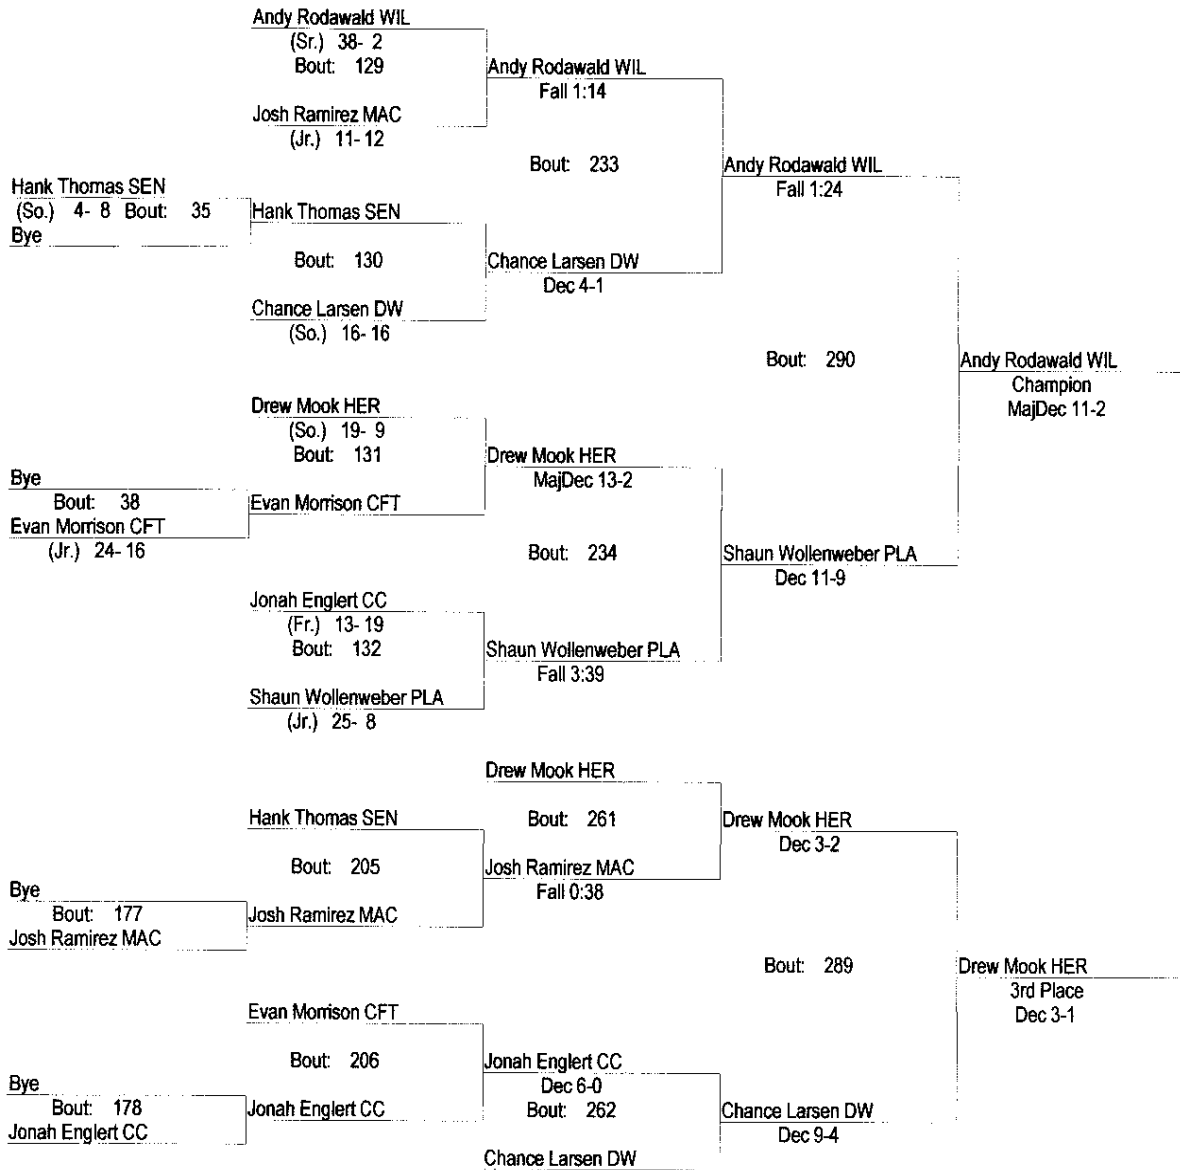 Andy Rodawald WIL
(Sr.) 38- 2
Bout: 129
Andy Rodawald WIL
Fall 1:14
Josh Ramirez MAC
(Jr.) 11- 12
Bout: 233
Andy Rodawald WIL
Fall 1:24
Hank Thomas SEN
(So.) 4- 8 Bout: 35
Bye
Hank Thomas SEN
Bout: 130
Chance Larsen DW
Dec 4-1
Chance Larsen DW
(So.) 16- 16
Bout: 290
Andy Rodawald WIL
Champion
MajDec 11-2
Drew Mook HER
(So.) 19- 9
Bout: 131
Drew Mook HER
MajDec 13-2
Bye
Bout: 38
Evan Morrison CFT
(Jr.) 24- 16
Evan Morrison CFT
Bout: 234
Shaun Wollenweber PLA
Dec 11-9
Jonah Englert CC
(Fr.) 13- 19
Bout: 132
Shaun Wollenweber PLA
Fall 3:39
Shaun Wollenweber PLA
(Jr.) 25- 8
Drew Mook HER
Hank Thomas SEN
Bout: 261
Drew Mook HER
Dec 3-2
Bout: 205
Josh Ramirez MAC
Fall 0:38
Bye
Bout: 177
Josh Ramirez MAC
Josh Ramirez MAC
Bout: 289
Drew Mook HER
3rd Place
Dec 3-1
Evan Morrison CFT
Bout: 206
Jonah Englert CC
Dec 6-0
Bye
Bout: 178
Jonah Englert CC
Jonah Englert CC
Bout: 262
Chance Larsen DW
Dec 9-4
Chance Larsen DW